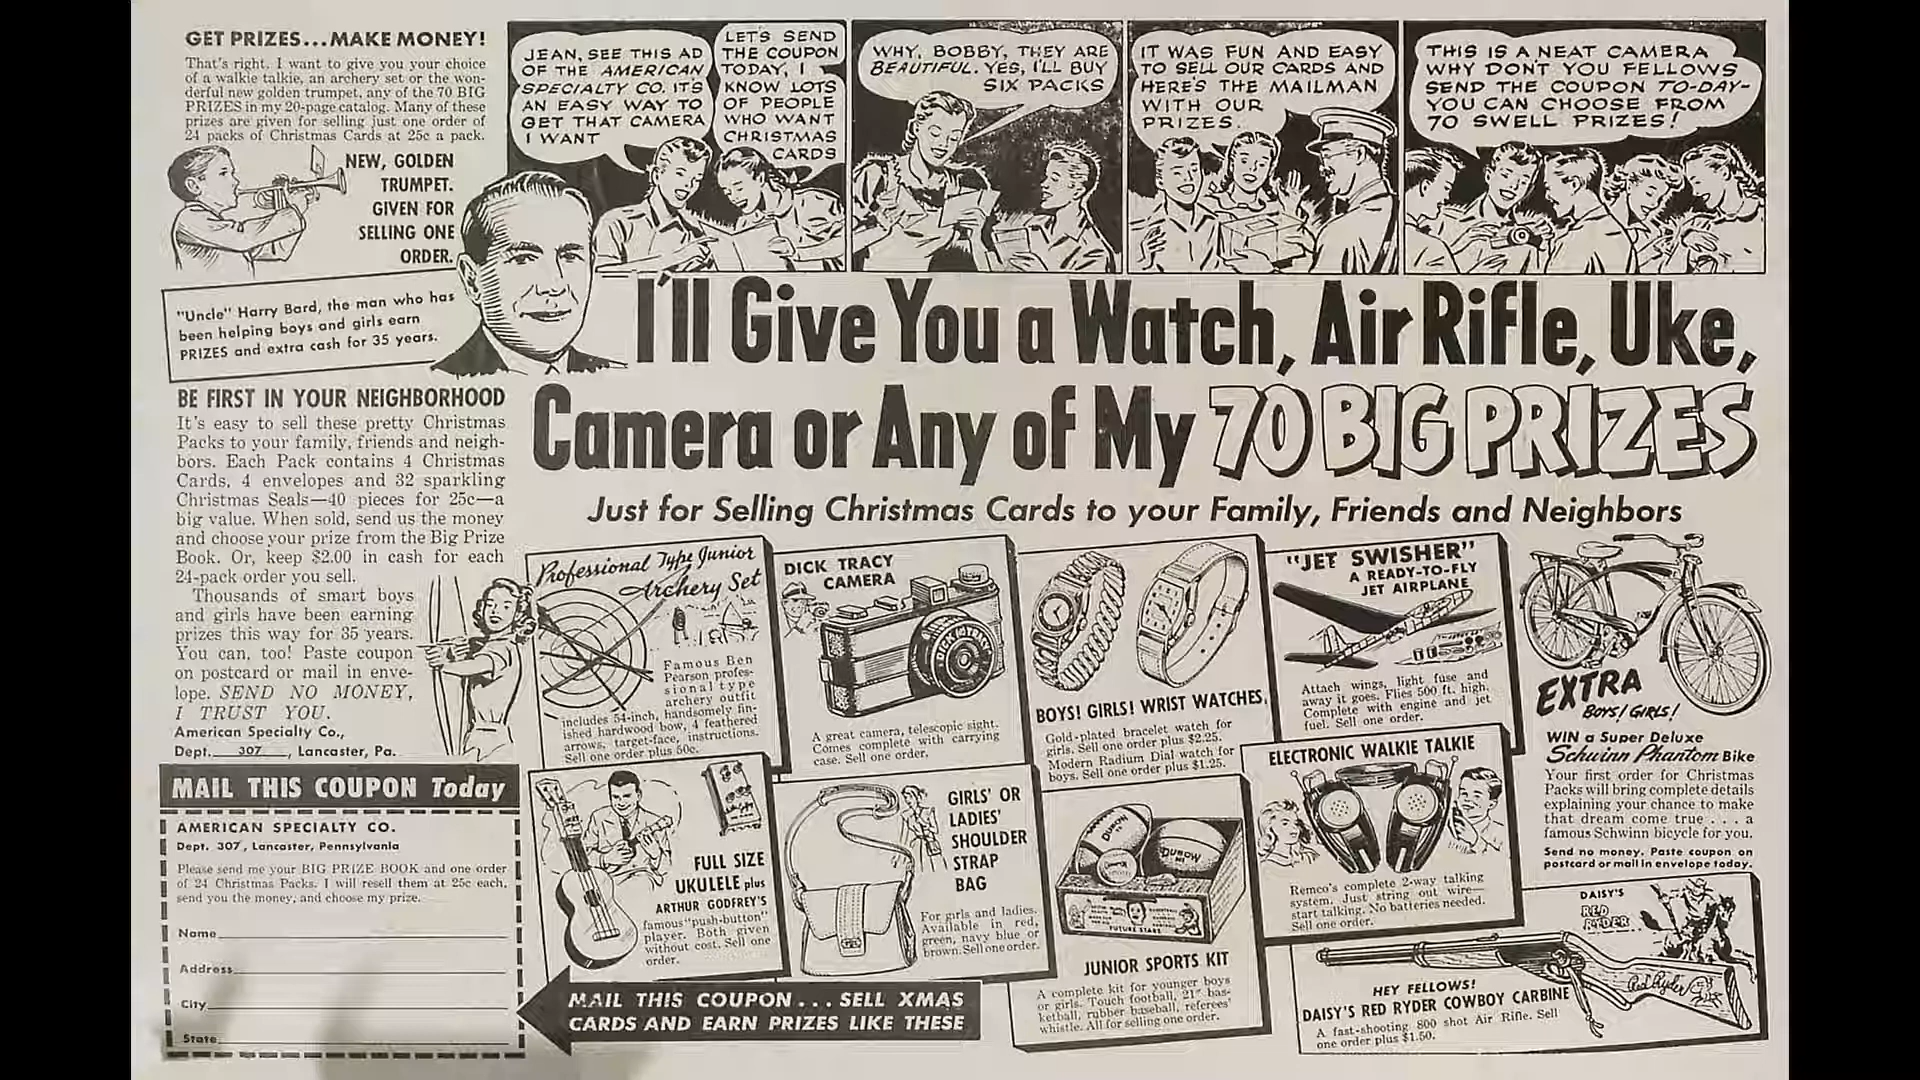 GET PRIZES...MAKE MONEY!
That's right. I want to give you your choice
of a walkie talkie, an archery set or the won-
derful new golden trumpet, any of the 70 BIG
PRIZES in my 20-page catalog. Many of these
prizes are given for selling just one order of
24 packs of Christmas Cards at 25c a pack.
NEW, GOLDEN
TRUMPET.
GIVEN FOR
SELLING ONE
ORDER.
"Uncle" Harry Bard, the man who has
been helping boys and girls earn
PRIZES and extra cash for 35 years.
JEAN, SEE THIS AD
OF THE AMERICAN
SPECIALTY CO. IT'S
AN EASY WAY TO
GET THAT CAMERA
I WANT
LET'S SEND
THE COUPON
TODAY, I
KNOW LOTS
OF PEOPLE
WHO WANT
CHRISTMAS
CARDS
WHY, BOBBY, THEY ARE
BEAUTIFUL. YES, I'LL BUY
SIX PACKS
IT WAS FUN AND EASY
TO SELL OUR CARDS AND
HERE'S THE MAILMAN
WITH OUR
PRIZES.
THIS IS A NEAT CAMERA
WHY DON'T YOU FELLOWS
SEND THE COUPON TO-DAY-
YOU CAN CHOOSE FROM
70 SWELL PRIZES!
I'll Give You a Watch, Air Rifle, Uke,
Camera or Any of My 70 BIG PRIZES
Just for Selling Christmas Cards to your Family, Friends and Neighbors
BE FIRST IN YOUR NEIGHBORHOOD
It's easy to sell these pretty Christmas
Packs to your family, friends and neigh-
bors. Each Pack contains 4 Christmas
Cards, 4 envelopes and 32 sparkling
Christmas Seals—40 pieces for 25c—a
big value. When sold, send us the money
and choose your prize from the Big Prize
Book. Or, keep $2.00 in cash for each
24-pack order you sell.
Thousands of smart boys
and girls have been earning
prizes this way for 35 years.
You can, too! Paste coupon
on postcard or mail in enve-
lope. SEND NO MONEY,
I TRUST YOU.
American Specialty Co.,
Dept. 307, Lancaster, Pa.
MAIL THIS COUPON Today
AMERICAN SPECIALTY CO.
Dept. 307, Lancaster, Pennsylvania
Please send me your BIG PRIZE BOOK and one order
of 24 Christmas Packs. I will resell them at 25c each,
send you the money, and choose my prize.
Name
Address
City
State
Professional Type Junior
Archery Set
Famous Ben
Pearson profes-
sional type
archery outfit
includes 54-inch, handsomely fin-
ished hardwood bow, 4 feathered
arrows, target-face, instructions.
Sell one order plus 50c.
DICK TRACY
CAMERA
A great camera, telescopic sight.
Comes complete with carrying
case. Sell one order.
BOYS! GIRLS! WRIST WATCHES
Gold-plated bracelet watch for
girls. Sell one order plus $2.25.
Modern Radium Dial watch for
boys. Sell one order plus $1.25.
"JET SWISHER"
A READY-TO-FLY
JET AIRPLANE
Attach wings, light fuse and
away it goes. Flies 500 ft. high.
Complete with engine and jet
fuel. Sell one order.
EXTRA
BOYS! GIRLS!
WIN a Super Deluxe
Schwinn Phantom Bike
Your first order for Christmas
Packs will bring complete details
explaining your chance to make
that dream come true . . . a
famous Schwinn bicycle for you.
Send no money. Paste coupon on
postcard or mail in envelope today.
FULL SIZE
UKULELE plus
ARTHUR GODFREY'S
famous "push-button"
player. Both given
without cost. Sell one
order.
GIRLS' OR
LADIES'
SHOULDER
STRAP
BAG
For girls and ladies.
Available in red,
green, navy blue or
brown. Sell one order.
DUBOW
DUBOW
FUTURE STARS
JUNIOR SPORTS KIT
A complete kit for younger boys
or girls. Touch football, 21" bas-
ketball, rubber baseball, referees'
whistle. All for selling one order.
ELECTRONIC WALKIE TALKIE
Remco's complete 2-way talking
system. Just string out wire—
start talking. No batteries needed.
Sell one order.
DAISY'S
RED
RYDER
Red Ryder
HEY FELLOWS!
DAISY'S RED RYDER COWBOY CARBINE
A fast-shooting 800 shot Air Rifle. Sell
one order plus $1.50.
MAIL THIS COUPON...SELL XMAS
CARDS AND EARN PRIZES LIKE THESE